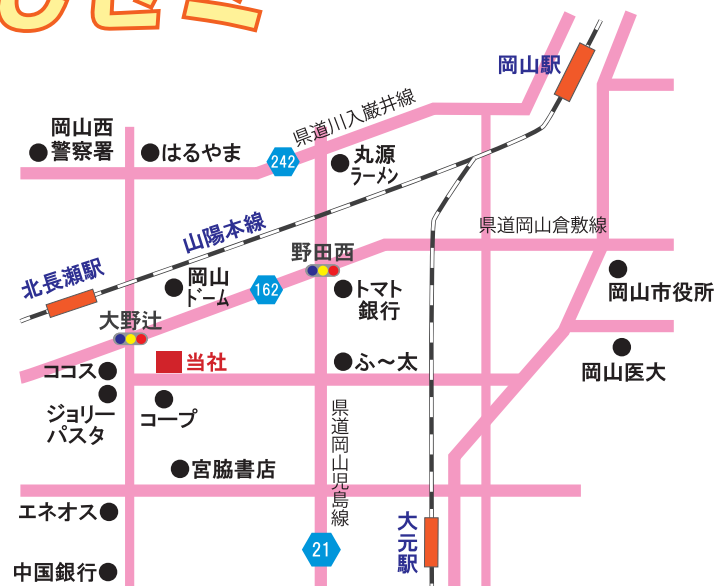 岡山駅
県道川入巌井線
岡山西
警察署
はるやま
242
丸源
ラーメン
山陽本線
県道岡山倉敷線
野田西
北長瀬駅
岡山
ドーム
162
トマト
銀行
岡山市役所
大野辻
当社
ふ～太
ココス
岡山医大
ジョリー
パスタ
コープ
県道岡山児島線
宮脇書店
エネオス
大元駅
21
中国銀行